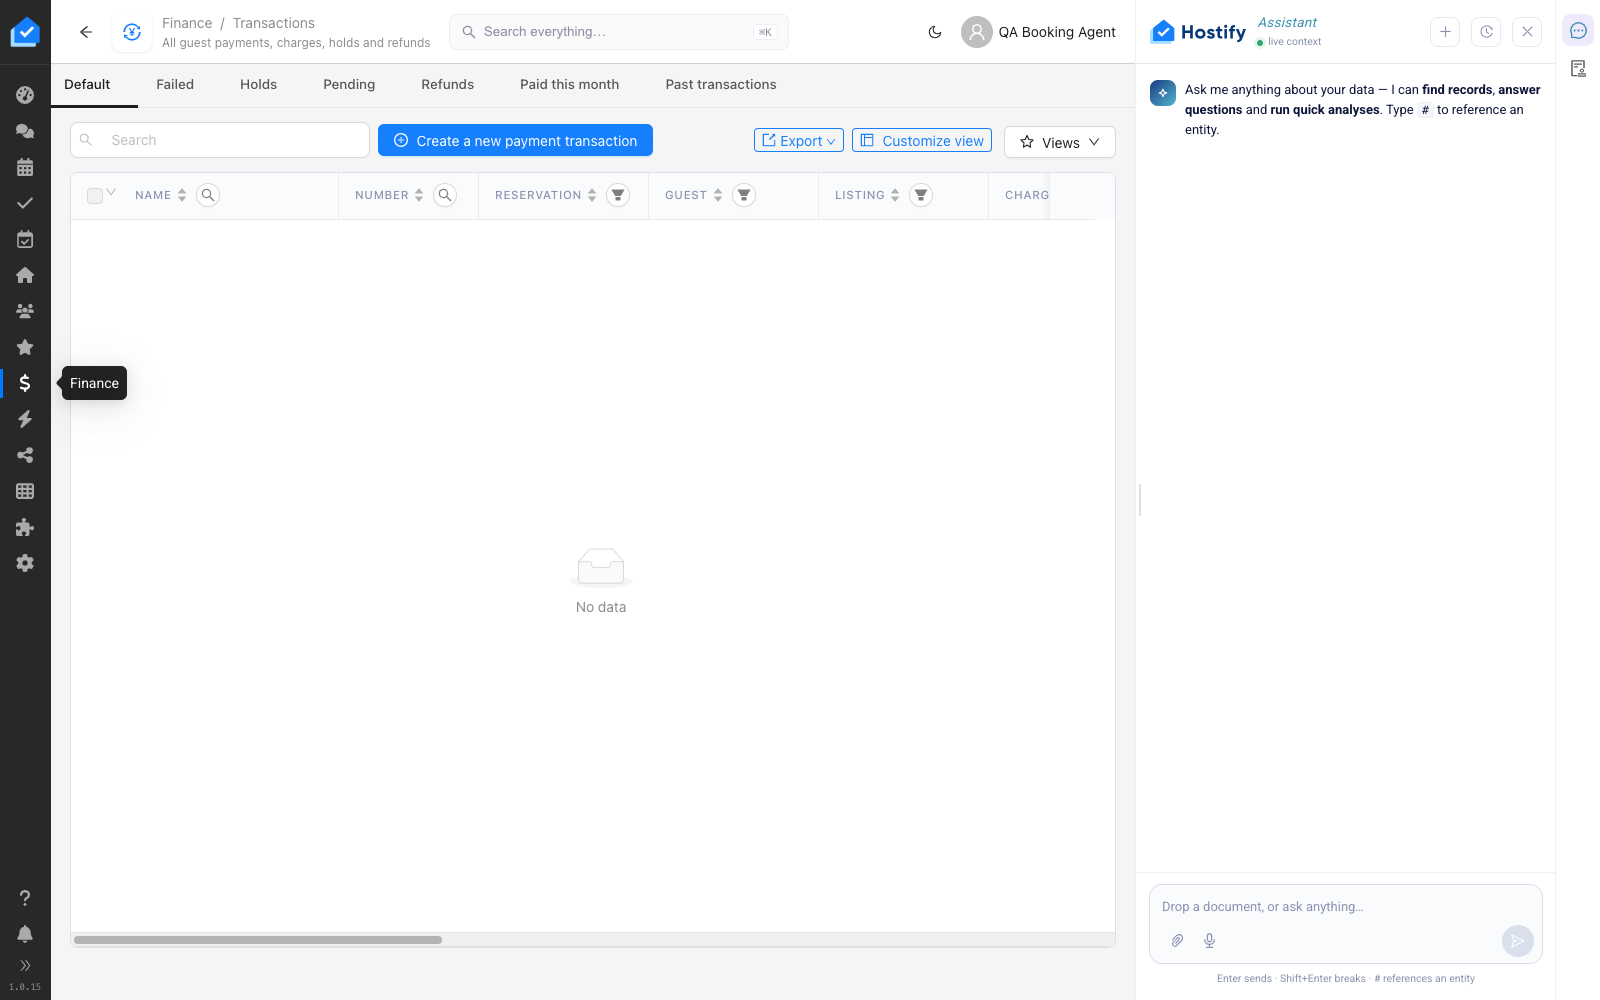 Finance / Transactions
All guest payments, charges, holds and refunds
Search everything...
⌘K
QA Booking Agent
Default
Failed
Holds
Pending
Refunds
Paid this month
Past transactions
Search
Create a new payment transaction
Export
Customize view
Views
NAME
NUMBER
RESERVATION
GUEST
LISTING
CHARG
Finance
No data
1.0.15
Hostify
Assistant
live context
Ask me anything about your data — I can find records, answer
questions and run quick analyses. Type # to reference an
entity.
Drop a document, or ask anything...
Enter sends · Shift+Enter breaks · # references an entity